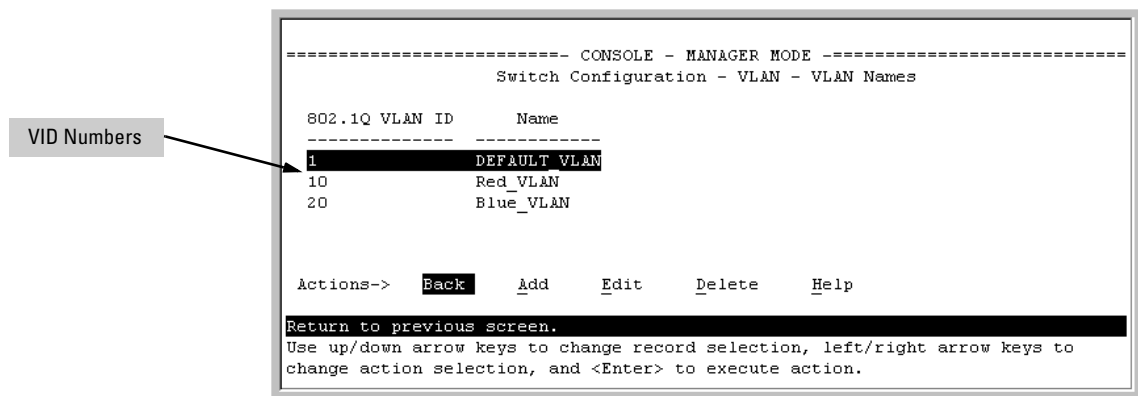 ===========================- CONSOLE - MANAGER MODE -============================
Switch Configuration - VLAN - VLAN Names
802.1Q VLAN ID Name
-------------- ------------
VID Numbers
1 DEFAULT_VLAN
10 Red_VLAN
20 Blue_VLAN
Actions-> Back Add Edit Delete Help
Return to previous screen.
Use up/down arrow keys to change record selection, left/right arrow keys to
change action selection, and <Enter> to execute action.